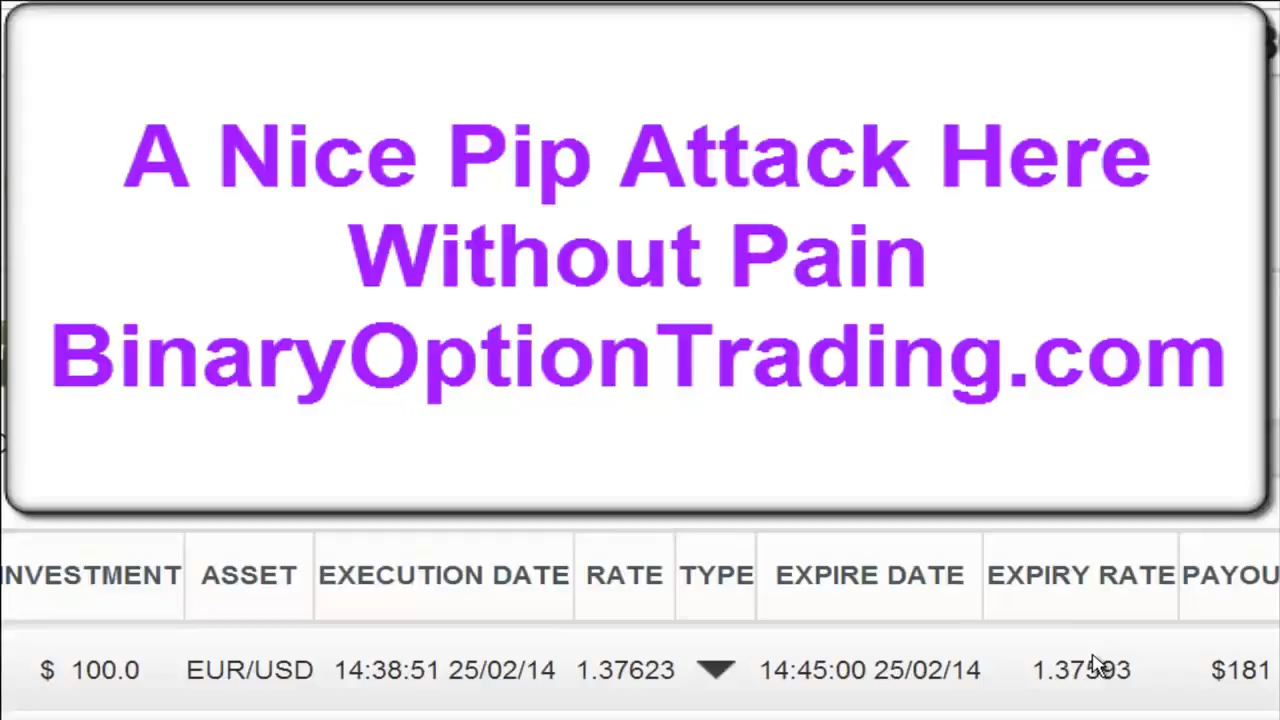 A Nice Pip Attack Here
Without Pain
BinaryOptionTrading.com
INVESTMENT ASSET EXECUTION DATE RATE TYPE EXPIRE DATE EXPIRY RATE PAYOU
$ 100.0 EUR/USD 14:38:51 25/02/14 1.37623 14:45:00 25/02/14 $181